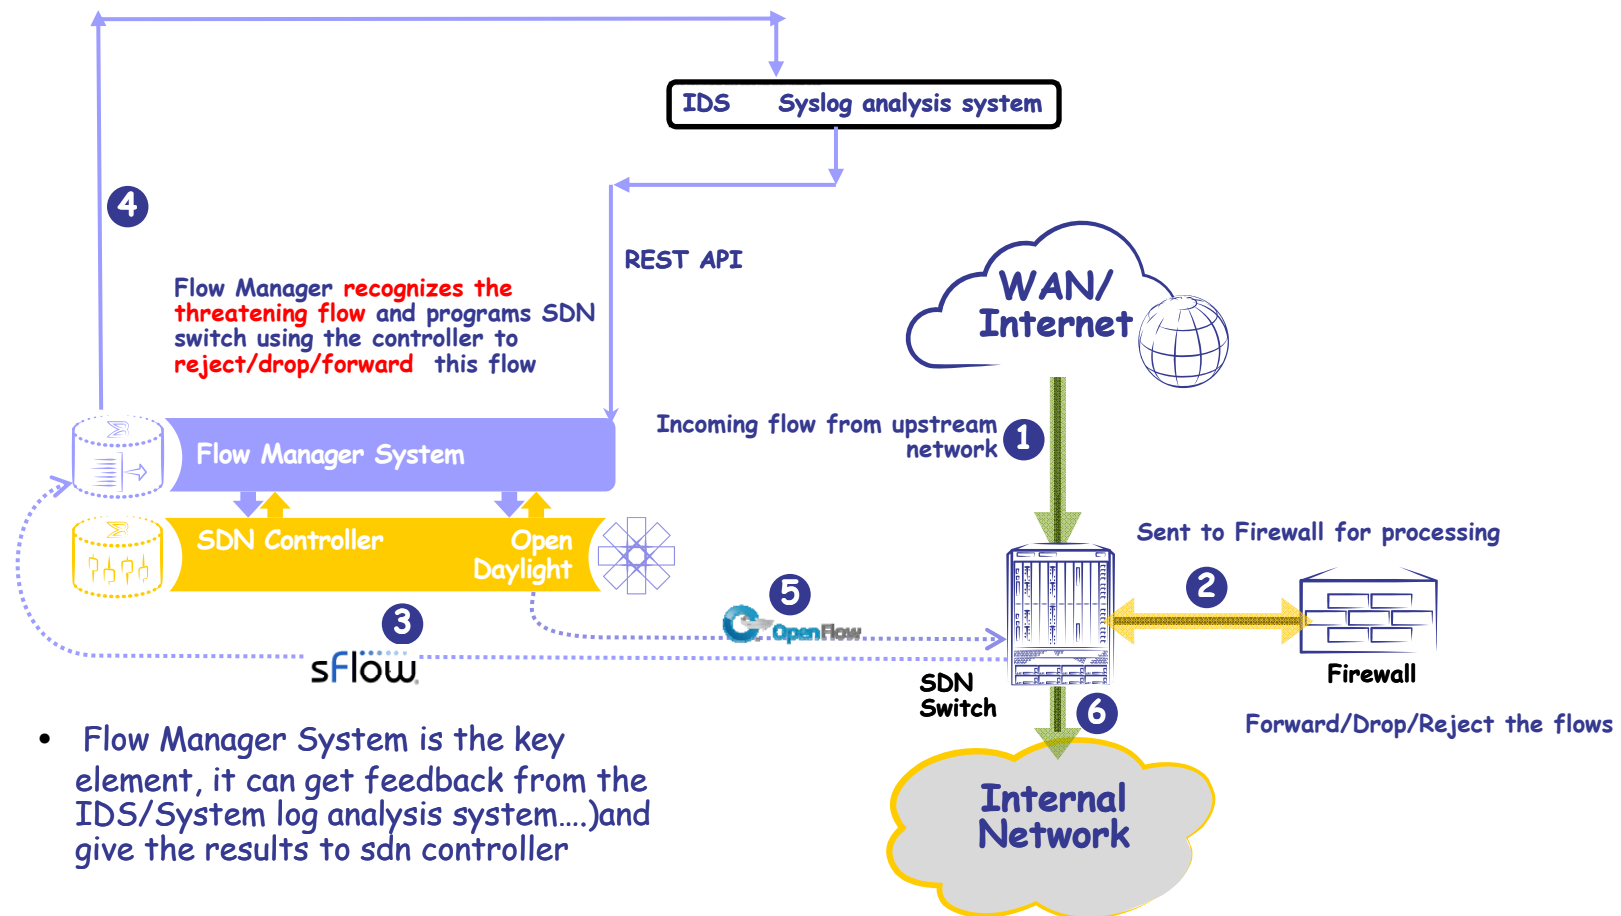 IDS Syslog analysis system
4
REST API
WAN/
Internet
Flow Manager recognizes the
threatening flow and programs SDN
switch using the controller to
reject/drop/forward this flow
Incoming flow from upstream
network
1
Flow Manager System
SDN Controller
Open
Daylight
Sent to Firewall for processing
2
5
OpenFlow
3
sFlow
Firewall
SDN
Switch
6
Forward/Drop/Reject the flows
• Flow Manager System is the key
element, it can get feedback from the
IDS/System log analysis system….)and
give the results to sdn controller
Internal
Network